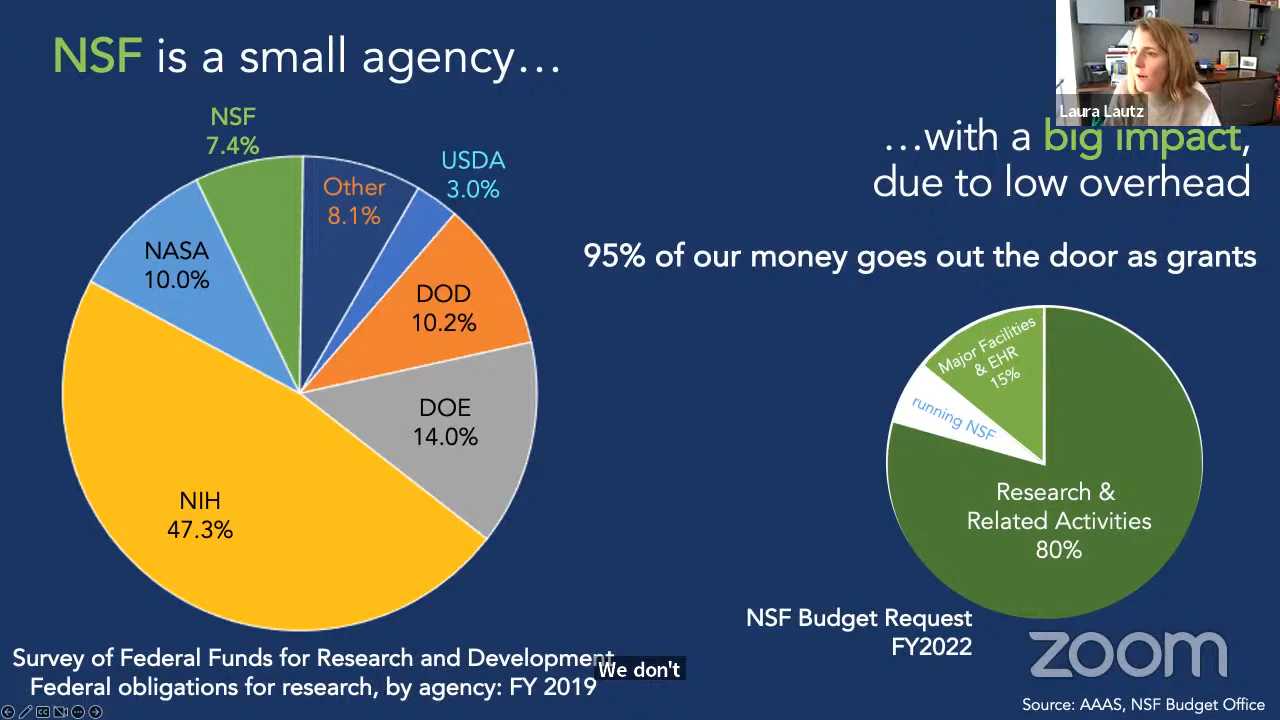 NSF is a small agency…
Laura Lautz
…with a big impact,
due to low overhead
95% of our money goes out the door as grants
NSF
7.4%
Other
8.1%
USDA
3.0%
NASA
10.0%
DOD
10.2%
DOE
14.0%
NIH
47.3%
Major Facilities
& EHR
15%
running NSF
Research &
Related Activities
80%
NSF Budget Request
FY2022
Survey of Federal Funds for Research and Development
Federal obligations for research, by agency: FY 2019
We don't
zoom
Source: AAAS, NSF Budget Office